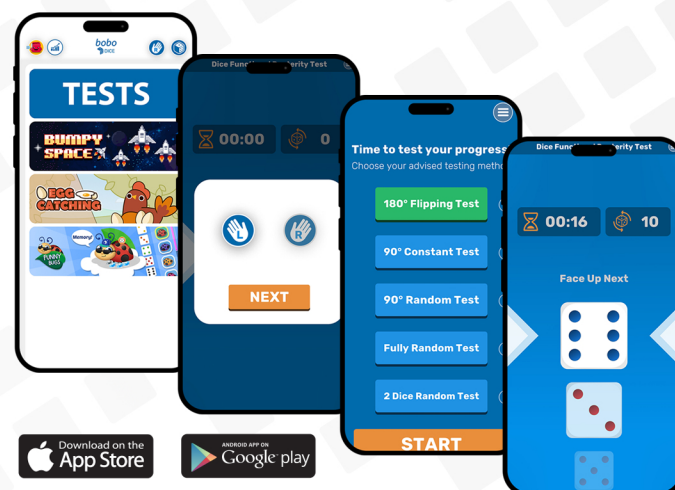 bobo
DICE
TESTS
BUMPY
SPACE
EGG
CATCHING
Memory!
FUNNY
BUGS
Dice Func
erity Test
00:00
0
L
R
NEXT
Time to test your progress
Choose your advised testing meth
180° Flipping Test
90° Constant Test
90° Random Test
Fully Random Test
2 Dice Random Test
START
Dice Func
erity Test
00:16
10
Face Up Next
Download on the
App Store
ANDROID APP ON
Google play